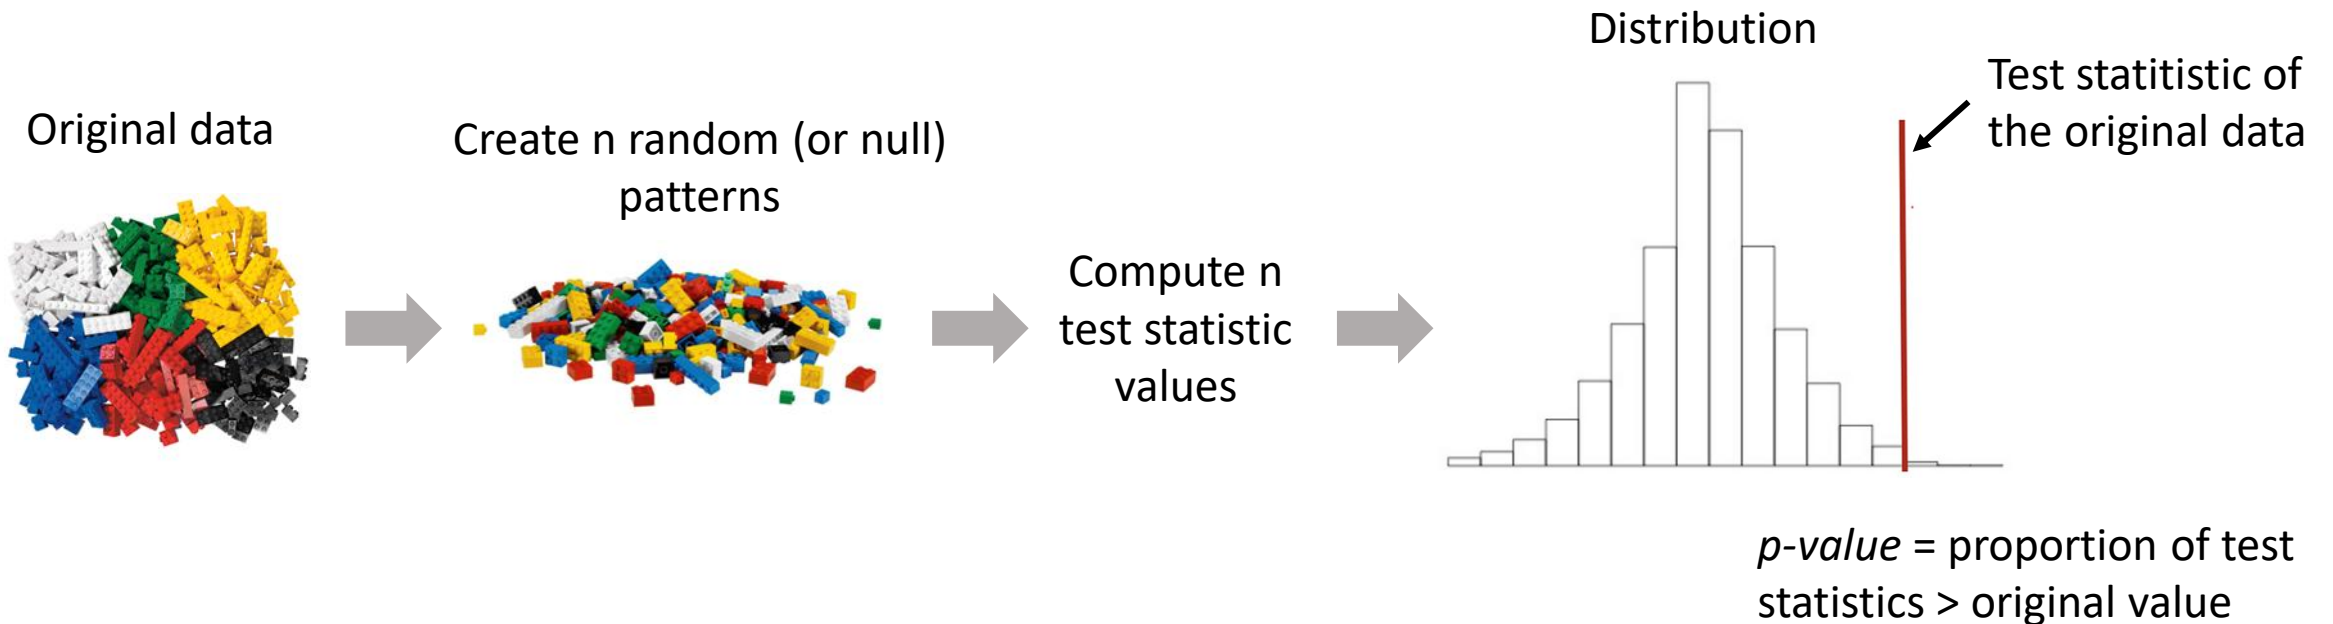 Original data
Create n random (or null)
patterns
Compute n
test statistic
values
Distribution
Test statitistic of
the original data
p-value = proportion of test
statistics > original value